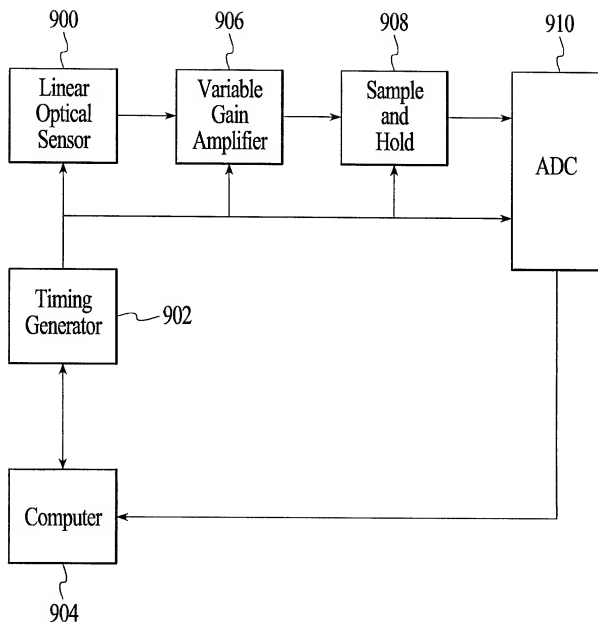 900
906
908
910
Linear
Optical
Sensor
Variable
Gain
Amplifier
Sample
and
Hold
ADC
Timing
Generator
902
Computer
904